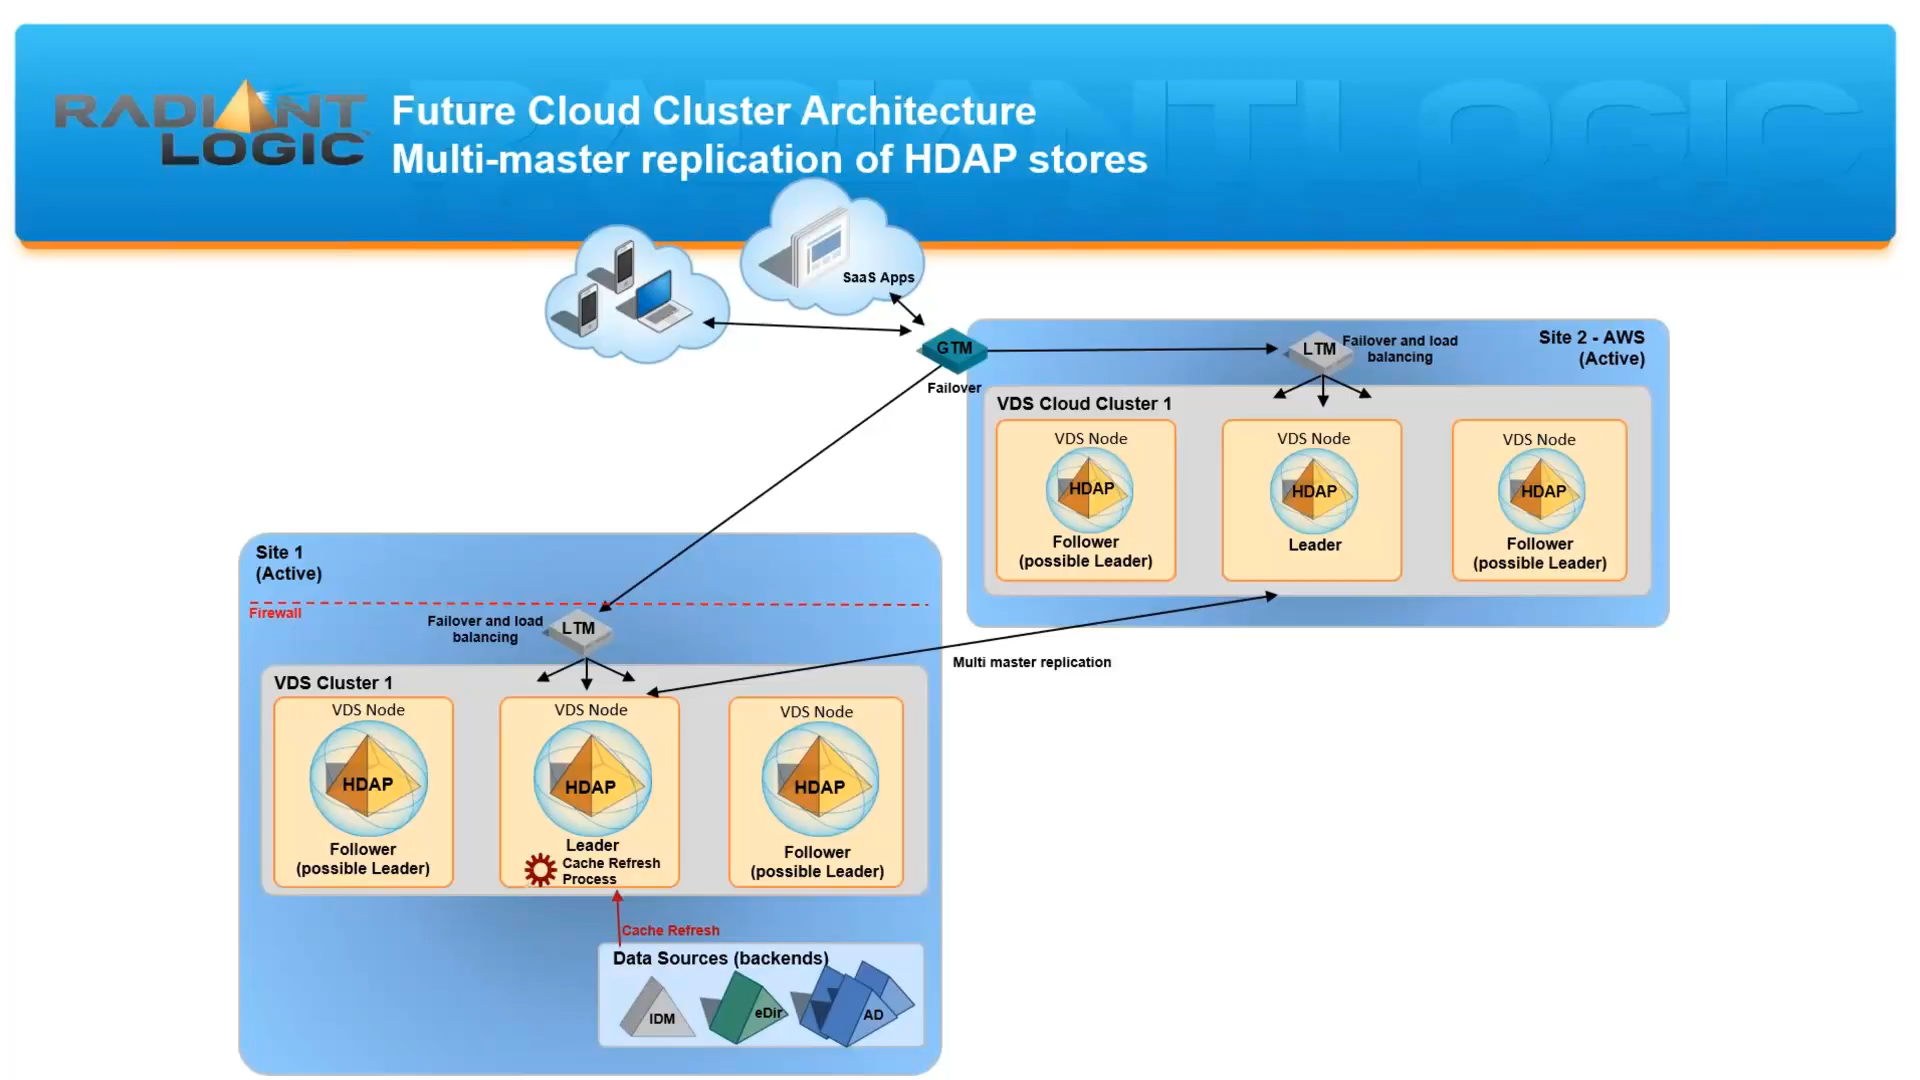 RADIANT
LOGIC™
RADIANT LOGIC
Future Cloud Cluster Architecture
Multi-master replication of HDAP stores
SaaS Apps
GTM
Failover
LTM
Failover and load
balancing
Site 2 - AWS
(Active)
VDS Cloud Cluster 1
VDS Node
HDAP
Follower
(possible Leader)
VDS Node
HDAP
Leader
VDS Node
HDAP
Follower
(possible Leader)
Site 1
(Active)
Firewall
Failover and load
balancing
LTM
Multi master replication
VDS Cluster 1
VDS Node
HDAP
Follower
(possible Leader)
VDS Node
HDAP
Leader
Cache Refresh
Process
VDS Node
HDAP
Follower
(possible Leader)
Cache Refresh
Data Sources (backends)
IDM
eDir
AD